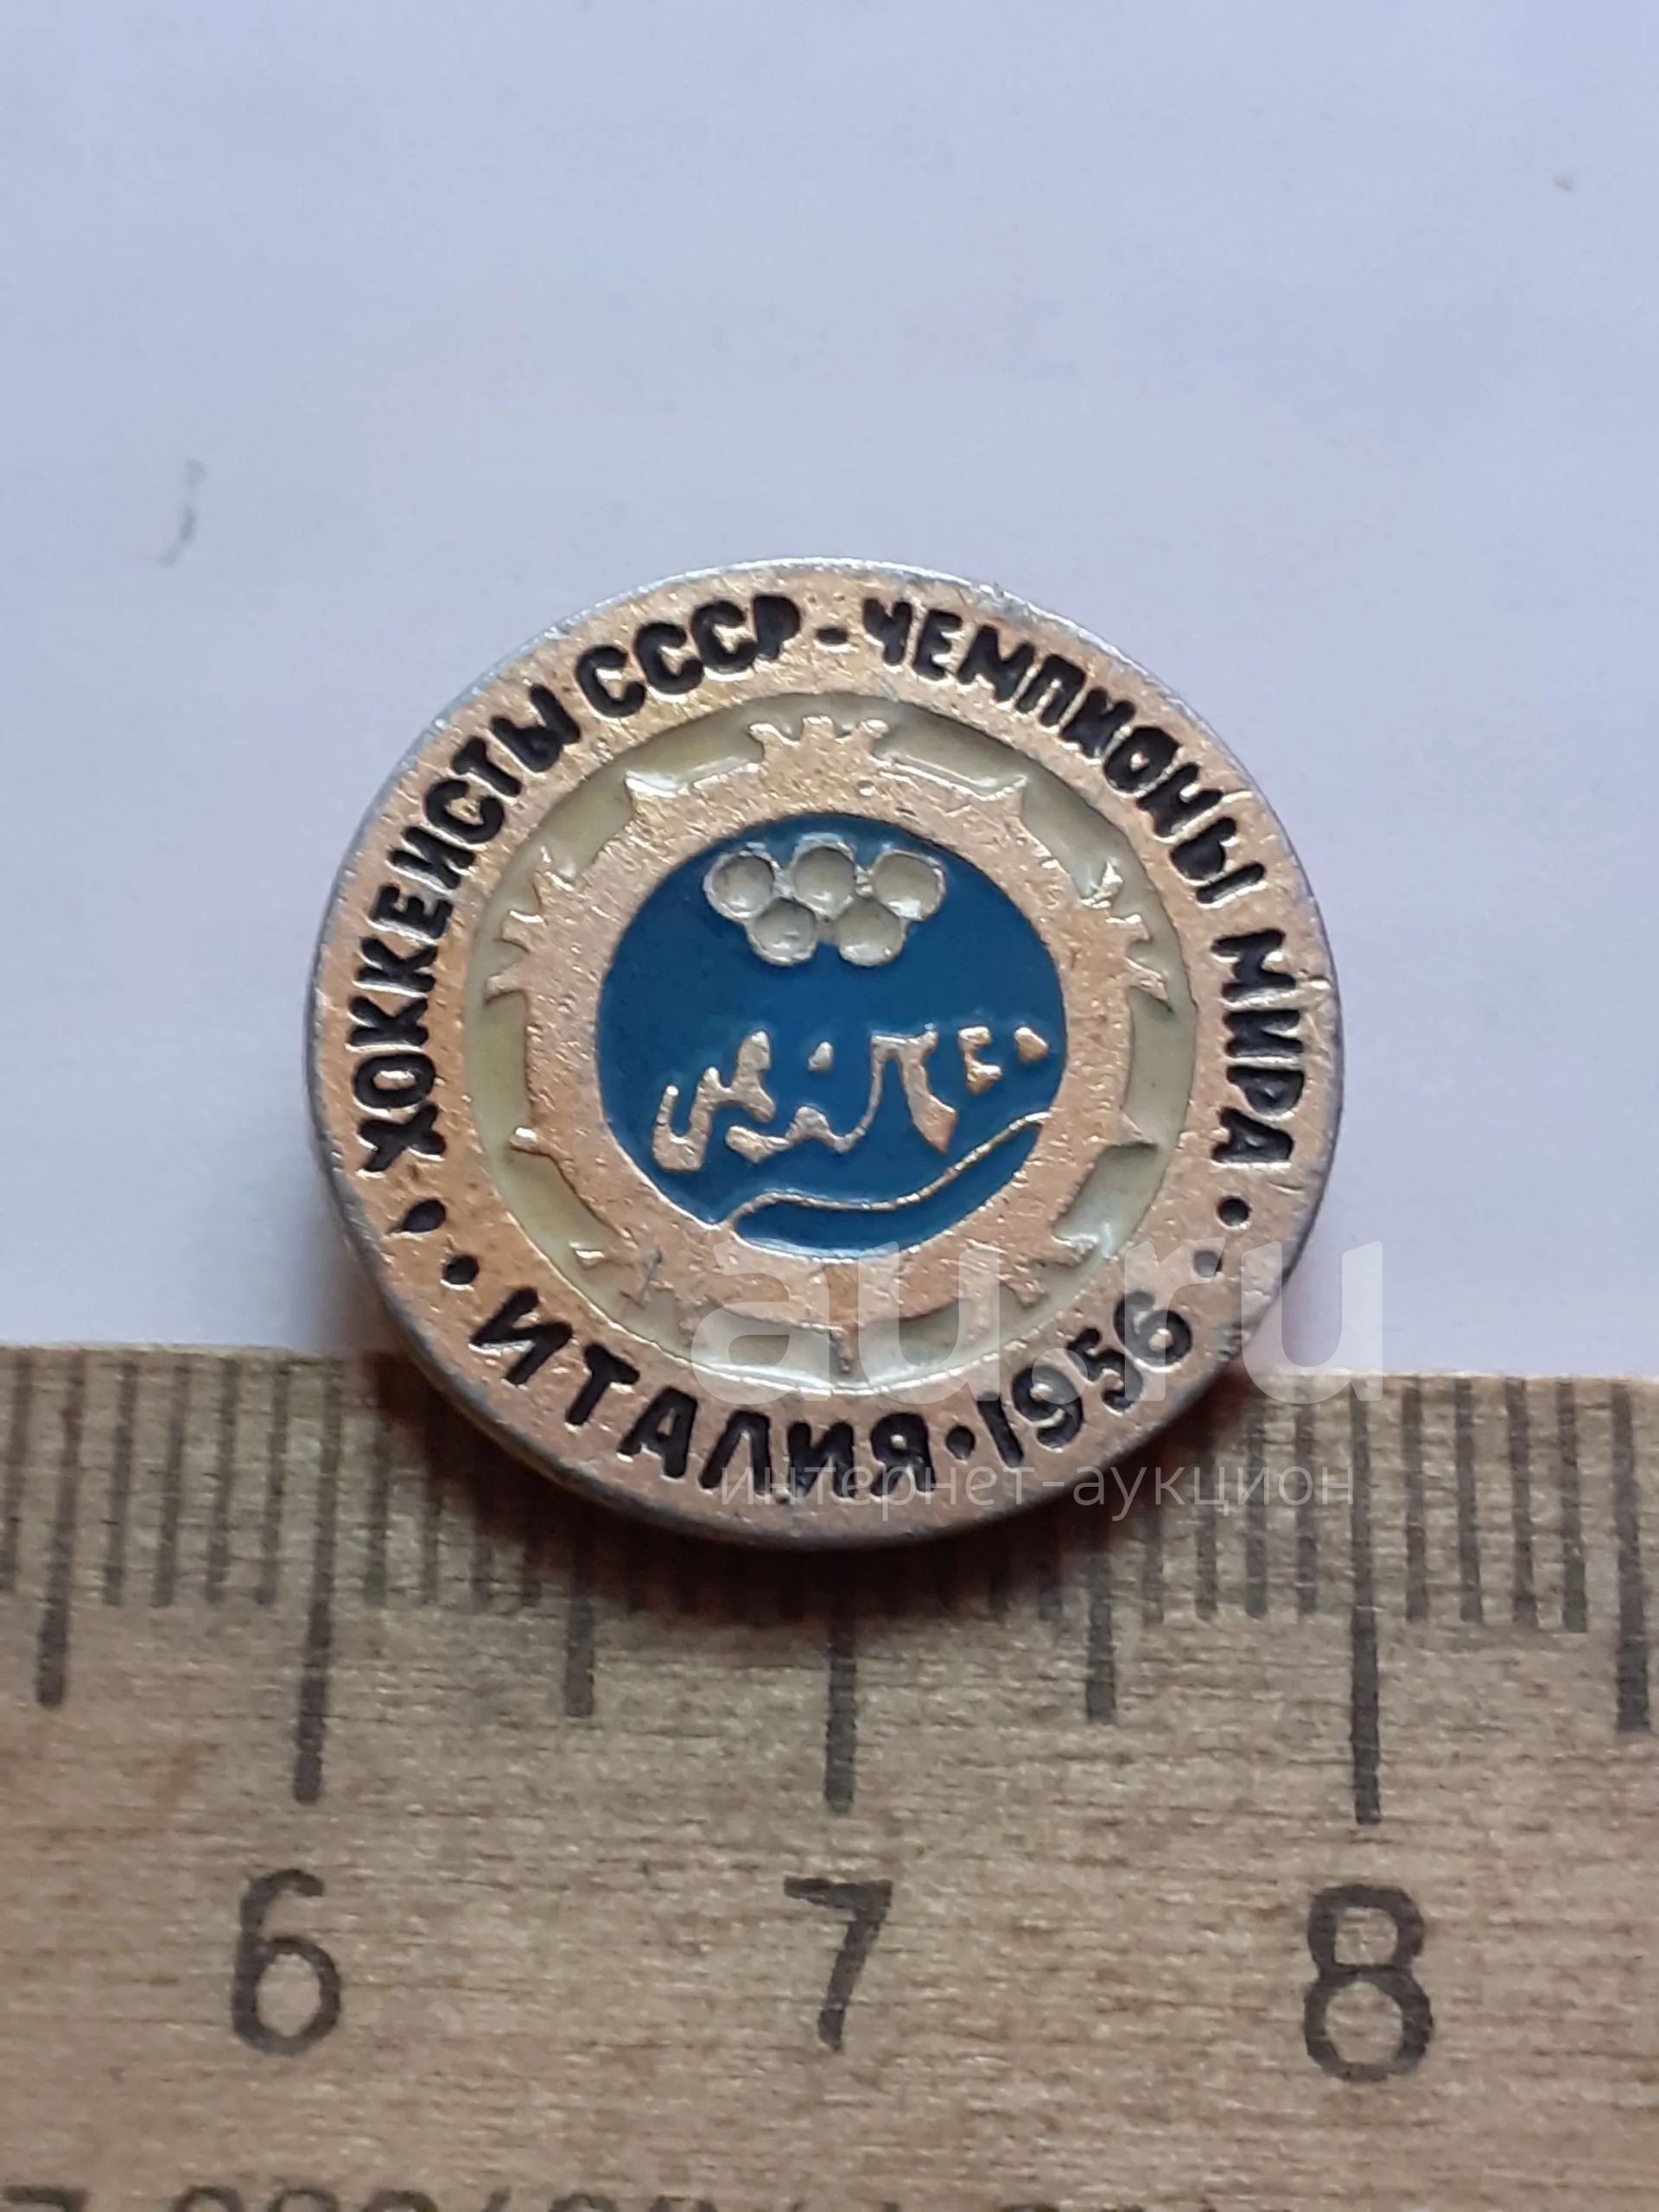 ХОККЕИСТЫ СССР - ЧЕМПИОНЫ МИРА
• ИТАЛИЯ • 1956 •
au.ru
интернет-аукцион
6 7 8